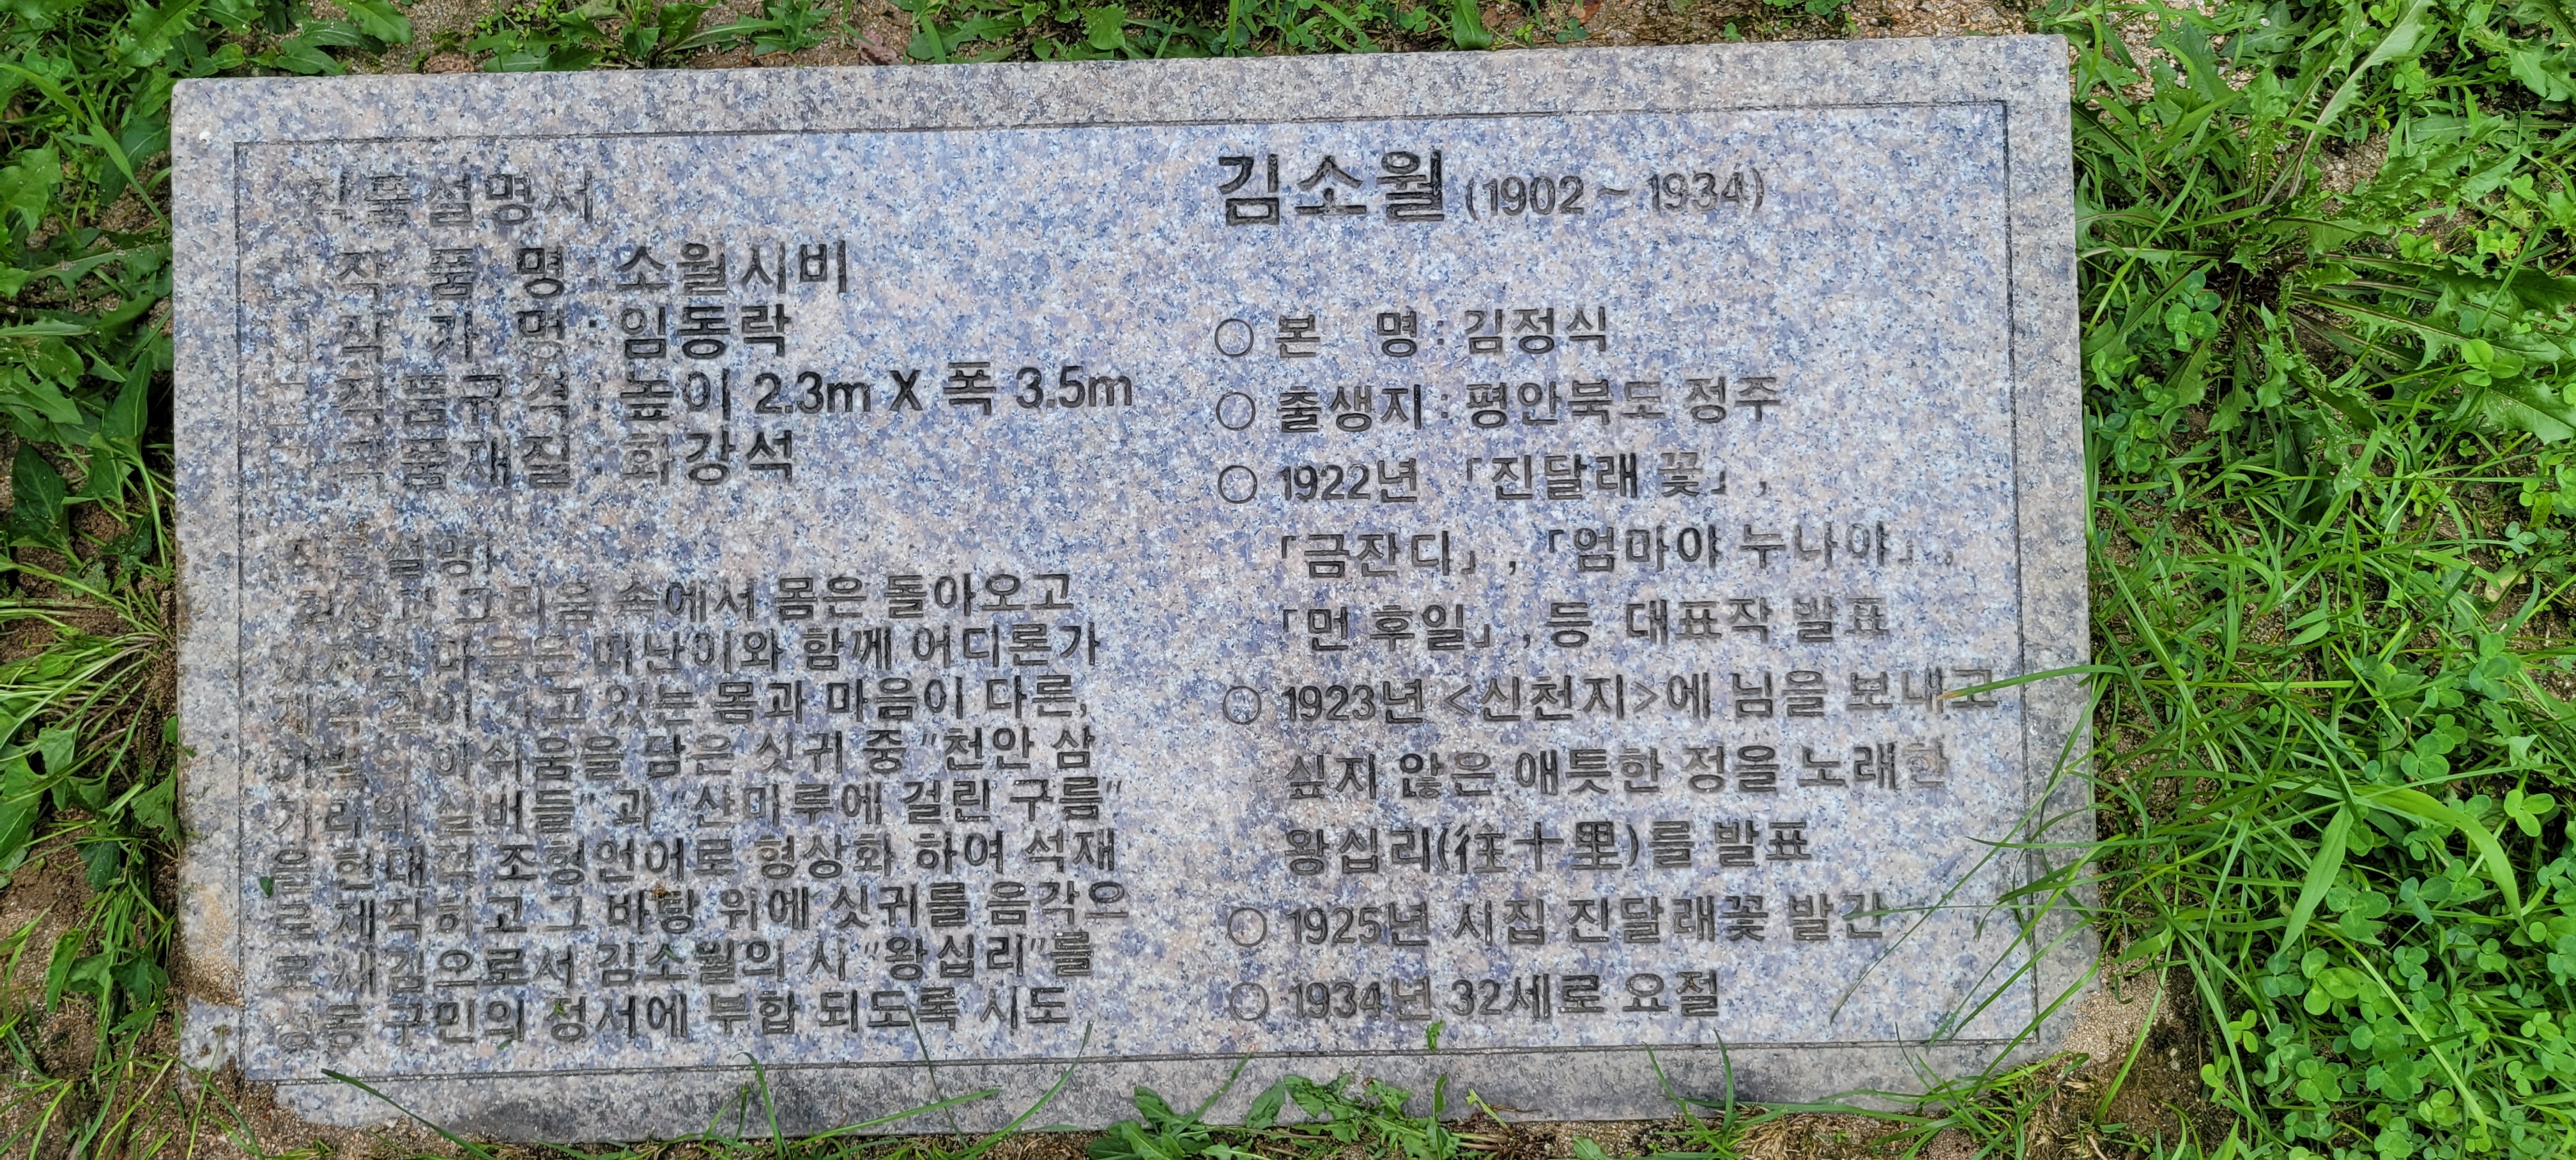 작품설명서
작 품 명 : 소월시비
작 가 명 : 임동락
작품규격 : 높이 2.3m X 폭 3.5m
작품재질 : 화강석
작품설명
그리움 속에서 몸은 돌아오고
마음은 떠난이와 함께 어디론가
계속 같이 가고 있는 몸과 마음이 다른,
이별의 아쉬움을 담은 싯귀 중 "천안 삼
거리의 실버들" 과 "산마루에 걸린 구름"
을 현대적 조형언어로 형상화 하여 석재
로 제작하고 그 바탕 위에 싯귀를 음각으
로 새김으로서 김소월의 시 "왕십리"를
성동 구민의 정서에 부합 되도록 시도
김소월 (1902 ~ 1934)
○ 본 명 : 김정식
○ 출생지 : 평안북도 정주
○ 1922년 「진달래 꽃」,
「금잔디」, 「엄마야 누나야」,
「먼 후일」, 등 대표작 발표
○ 1923년 <신천지>에 님을 보내고
싶지 않은 애틋한 정을 노래한
왕십리(往十里)를 발표
○ 1925년 시집 진달래꽃 발간
○ 1934년 32세로 요절